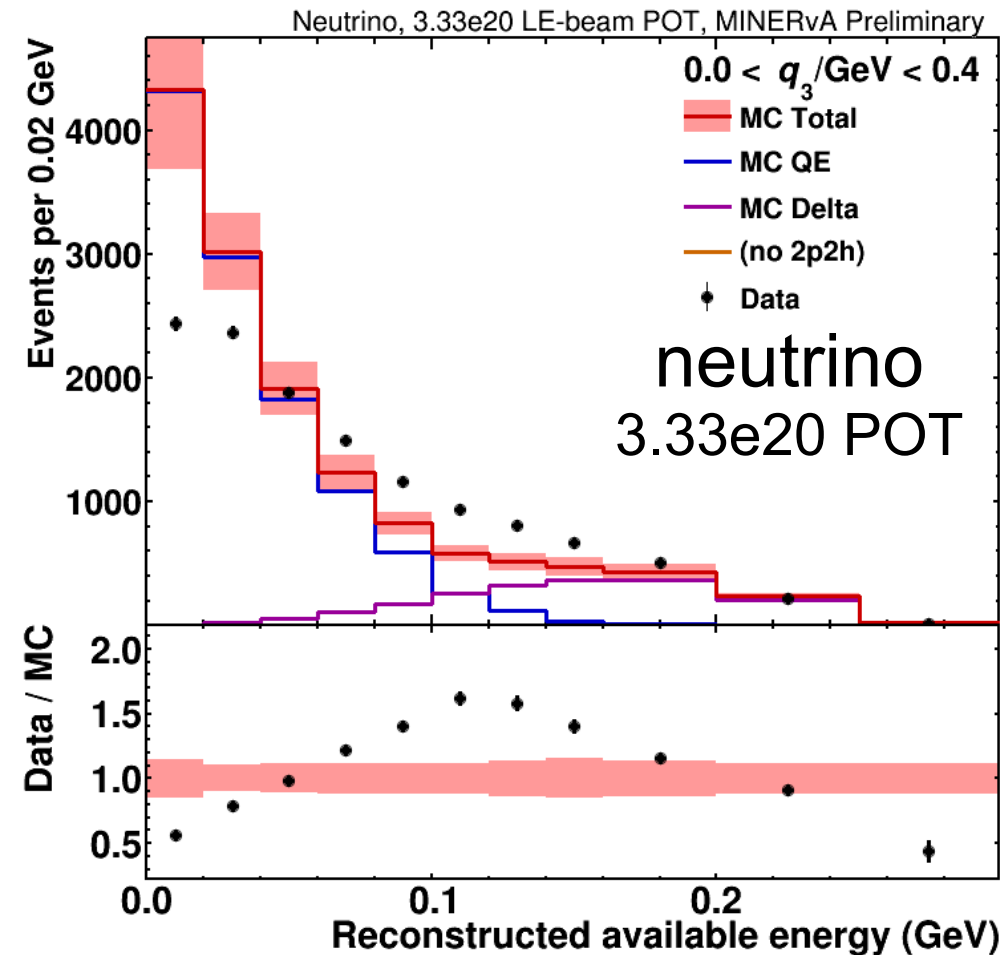 Neutrino, 3.33e20 LE-beam POT, MINERvA Preliminary
Events per 0.02 GeV
4000
3000
2000
1000
0.0 < q3/GeV < 0.4
MC Total
MC QE
MC Delta
(no 2p2h)
Data
neutrino
3.33e20 POT
Data / MC
2.0
1.5
1.0
0.5
0.0 0.1 0.2
Reconstructed available energy (GeV)